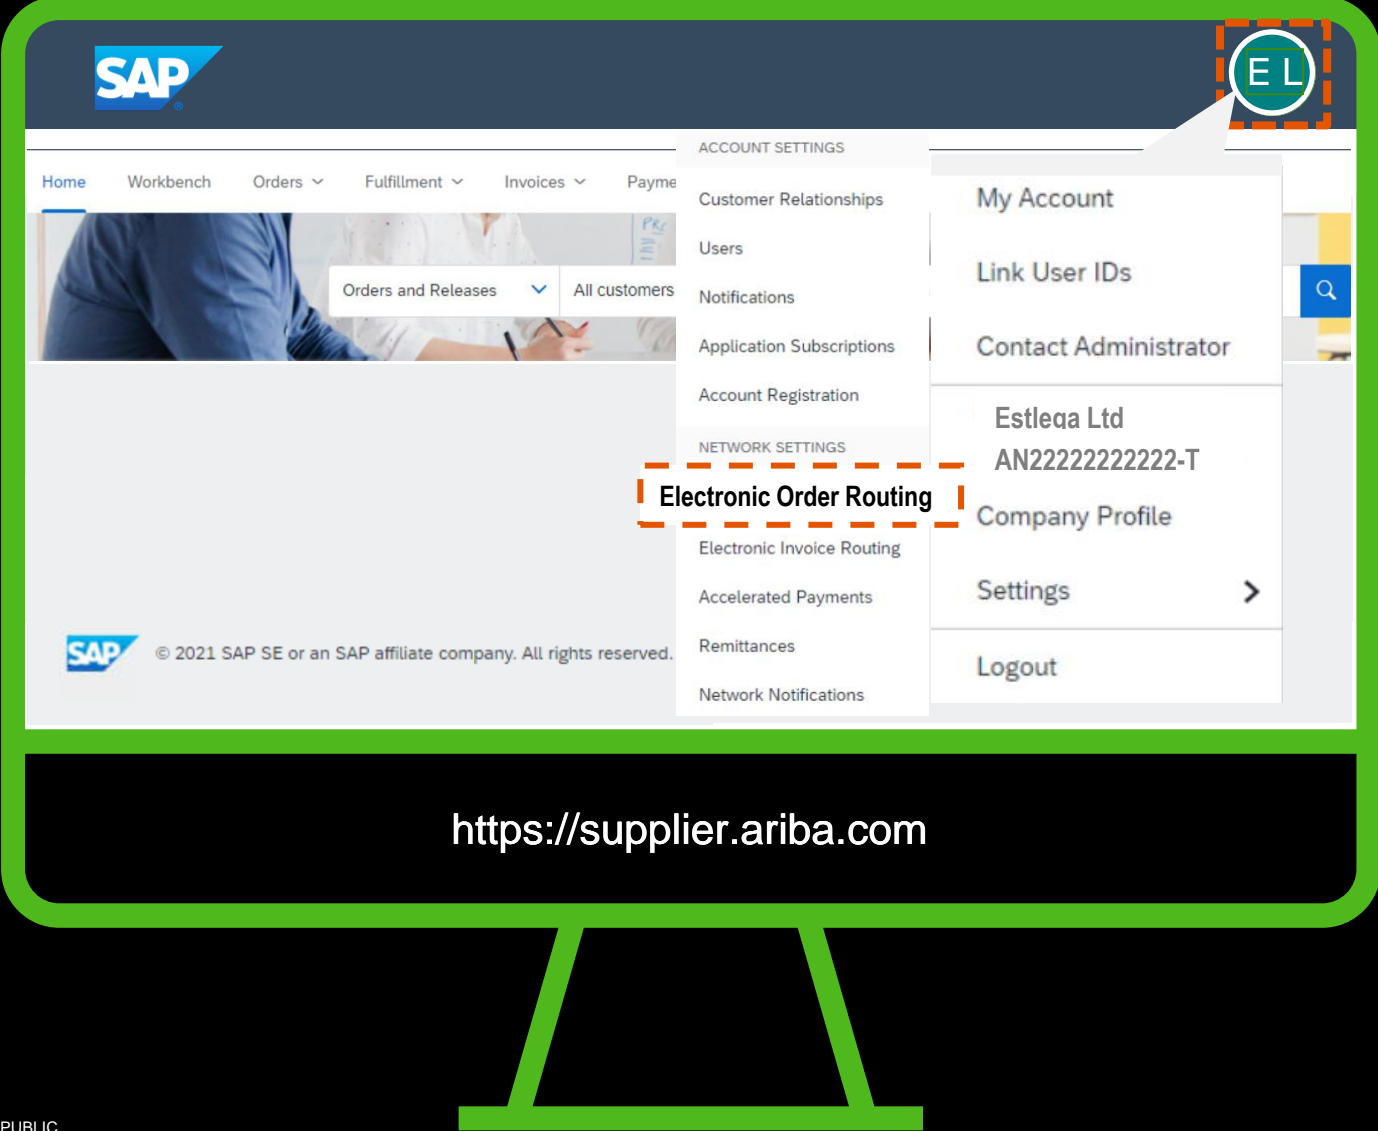 SAP
E L
Home Workbench Orders Fulfillment Invoices Payme
Orders and Releases All customers
PRC
ACCOUNT SETTINGS
Customer Relationships
Users
Notifications
Application Subscriptions
Account Registration
NETWORK SETTINGS
Electronic Order Routing
Electronic Invoice Routing
Accelerated Payments
Remittances
Network Notifications
My Account
Link User IDs
Contact Administrator
Estlega Ltd
AN22222222222-T
Company Profile
Settings
Logout
SAP © 2021 SAP SE or an SAP affiliate company. All rights reserved.
https://supplier.ariba.com
PUBLIC